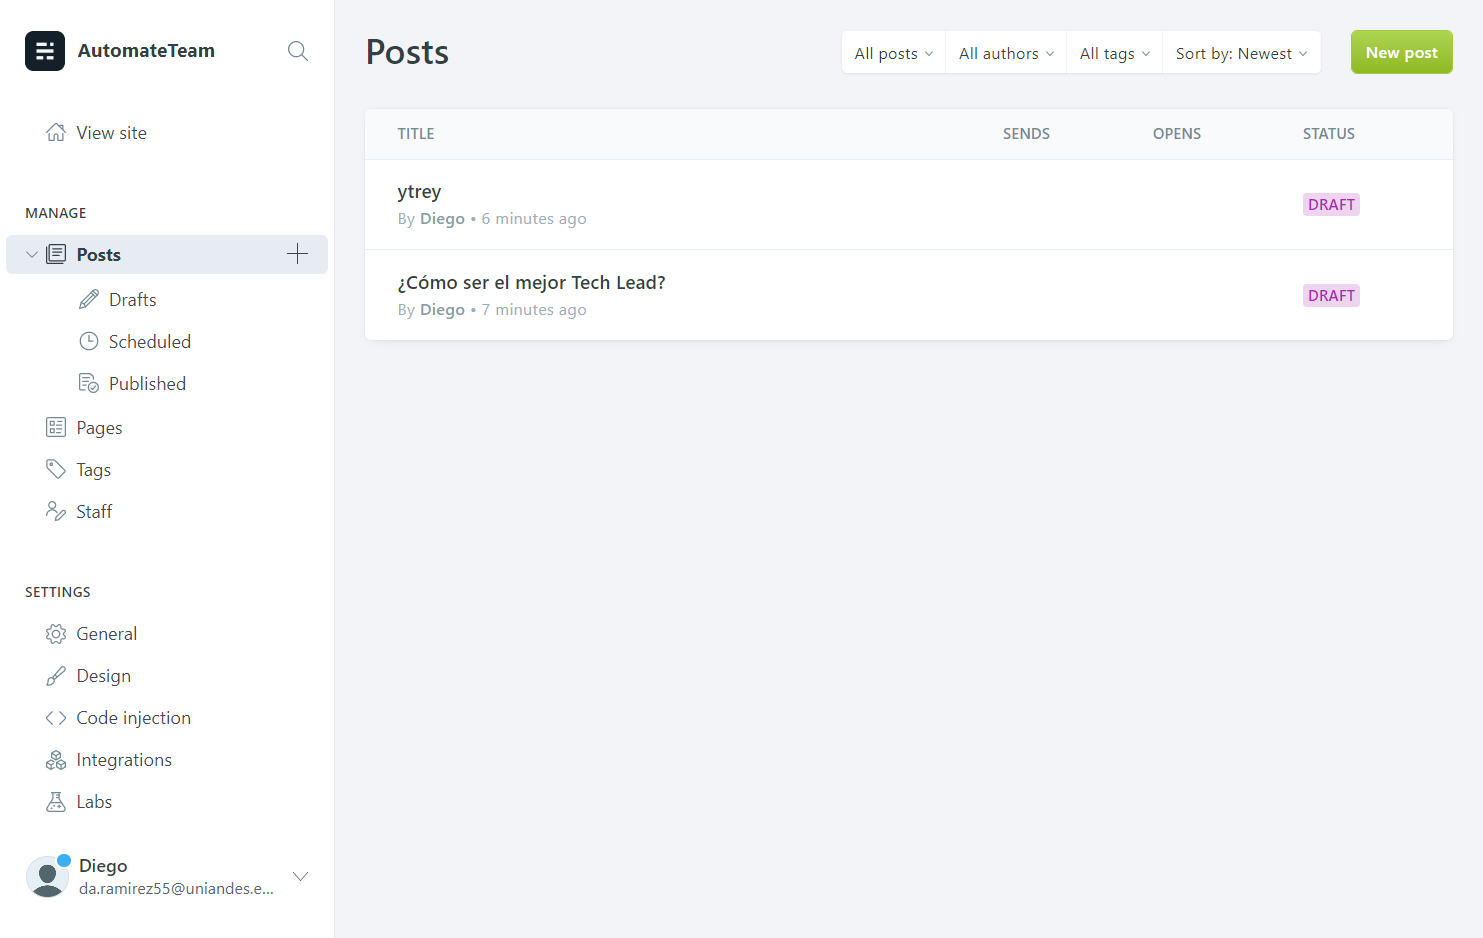 AutomateTeam
View site
MANAGE
Posts
Drafts
Scheduled
Published
Pages
Tags
Staff
SETTINGS
General
Design
Code injection
Integrations
Labs
Diego
da.ramirez55@uniandes.e...
Posts
All posts
All authors
All tags
Sort by: Newest
New post
TITLE SENDS OPENS STATUS
ytrey
By Diego • 6 minutes ago
DRAFT
¿Cómo ser el mejor Tech Lead?
By Diego • 7 minutes ago
DRAFT